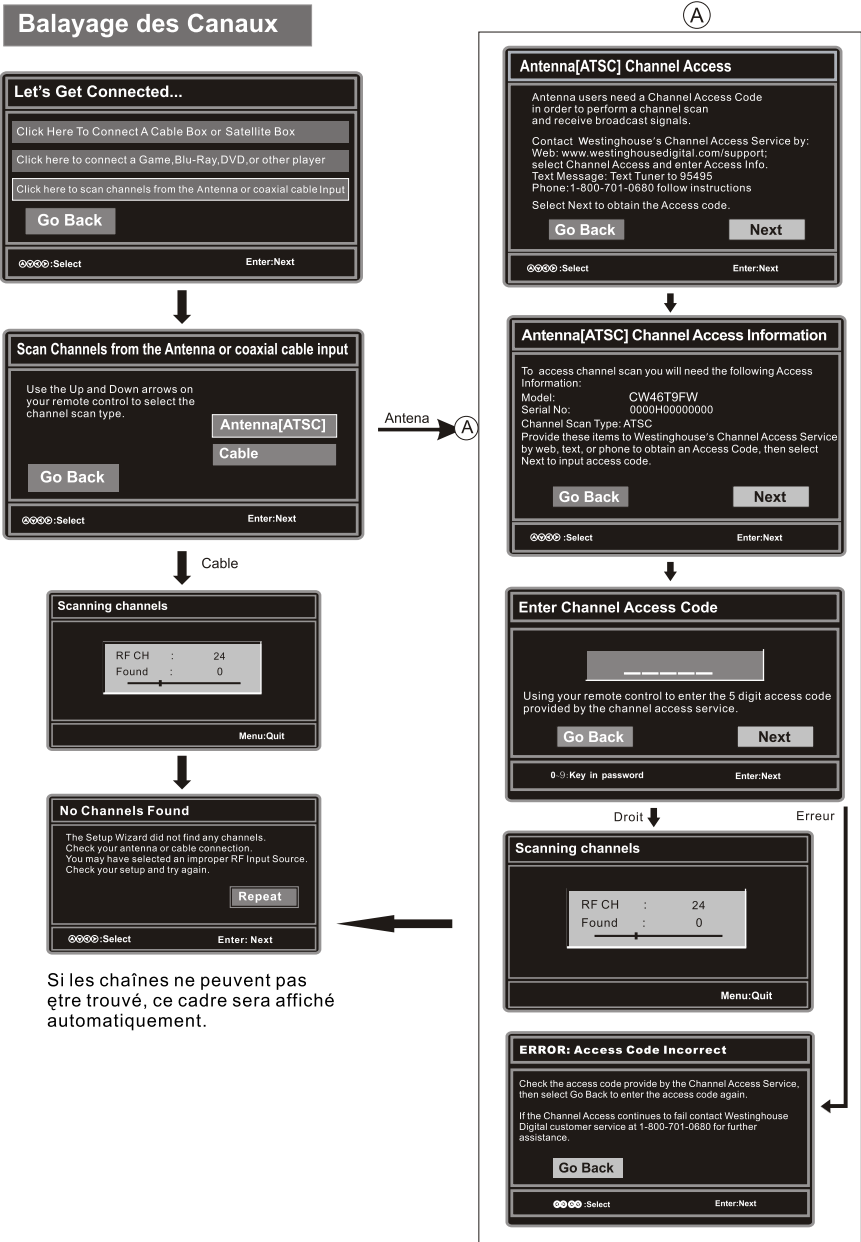 Balayage des Canaux
Let's Get Connected...
Click Here To Connect A Cable Box or Satellite Box
Click here to connect a Game,Blu-Ray,DVD,or other player
Click here to scan channels from the Antenna or coaxial cable Input
Go Back
:Select Enter:Next
Scan Channels from the Antenna or coaxial cable input
Use the Up and Down arrows on
your remote control to select the
channel scan type.
Antenna[ATSC]
Cable
Go Back
:Select Enter:Next
Antena
A
Cable
Scanning channels
RF CH : 24
Found : 0
Menu:Quit
No Channels Found
The Setup Wizard did not find any channels.
Check your antenna or cable connection.
You may have selected an improper RF Input Source.
Check your setup and try again.
Repeat
:Select Enter: Next
Si les chaînes ne peuvent pas
ętre trouvé, ce cadre sera affiché
automatiquement.
A
Antenna[ATSC] Channel Access
Antenna users need a Channel Access Code
in order to perform a channel scan
and receive broadcast signals.
Contact Westinghouse's Channel Access Service by:
Web: www.westinghousedigital.com/support;
select Channel Access and enter Access Info.
Text Message: Text Tuner to 95495
Phone:1-800-701-0680 follow instructions
Select Next to obtain the Access code.
Go Back Next
:Select Enter:Next
Antenna[ATSC] Channel Access Information
To access channel scan you will need the following Access
Information:
Model: CW46T9FW
Serial No: 0000H00000000
Channel Scan Type: ATSC
Provide these items to Westinghouse's Channel Access Service
by web, text, or phone to obtain an Access Code, then select
Next to input access code.
Go Back Next
:Select Enter:Next
Enter Channel Access Code
_ _ _ _ _
Using your remote control to enter the 5 digit access code
provided by the channel access service.
Go Back Next
0-9:Key in password Enter:Next
Droit Erreur
Scanning channels
RF CH : 24
Found : 0
Menu:Quit
ERROR: Access Code Incorrect
Check the access code provide by the Channel Access Service,
then select Go Back to enter the access code again.
If the Channel Access continues to fail contact Westinghouse
Digital customer service at 1-800-701-0680 for further
assistance.
Go Back
:Select Enter:Next